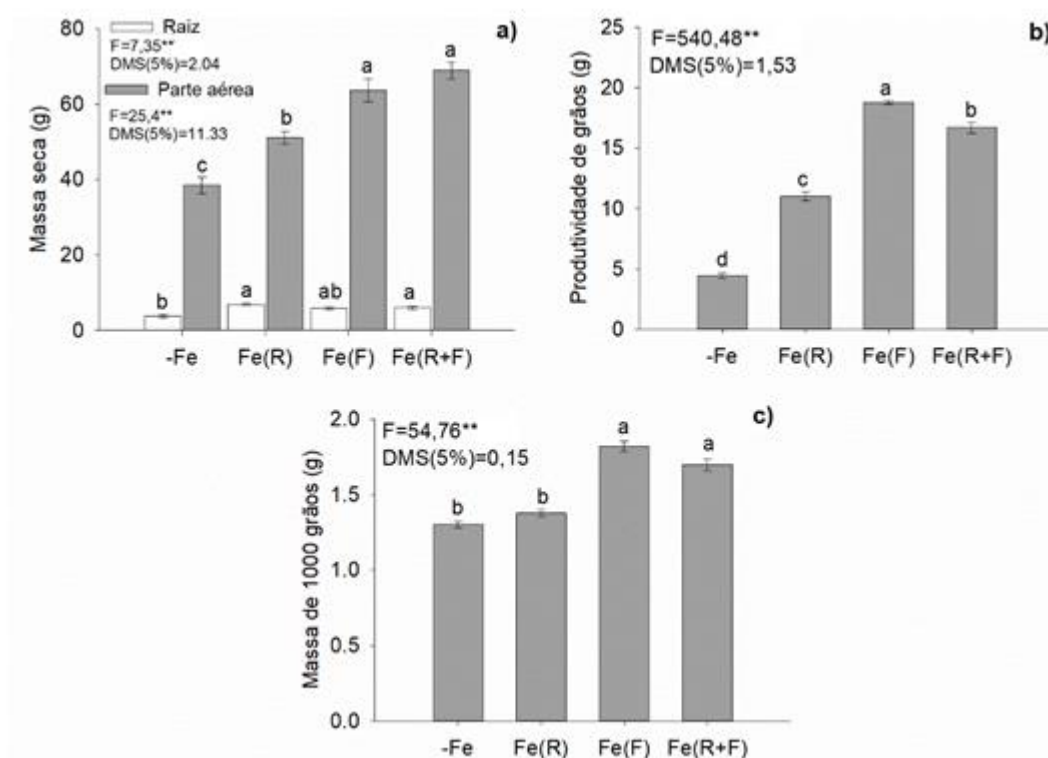 a)
Raiz
F=7,35**
DMS(5%)=2.04
Parte aérea
F=25,4**
DMS(5%)=11.33
Massa seca (g)
80
60
40
20
0
c
b
a
a
b
a
ab
a
-Fe Fe(R) Fe(F) Fe(R+F)
b)
F=540,48**
DMS(5%)=1,53
Produtividade de grãos (g)
25
20
15
10
5
0
d
c
a
b
-Fe Fe(R) Fe(F) Fe(R+F)
c)
F=54,76**
DMS(5%)=0,15
Massa de 1000 grãos (g)
2.0
1.5
1.0
0.5
0.0
b
b
a
a
-Fe Fe(R) Fe(F) Fe(R+F)